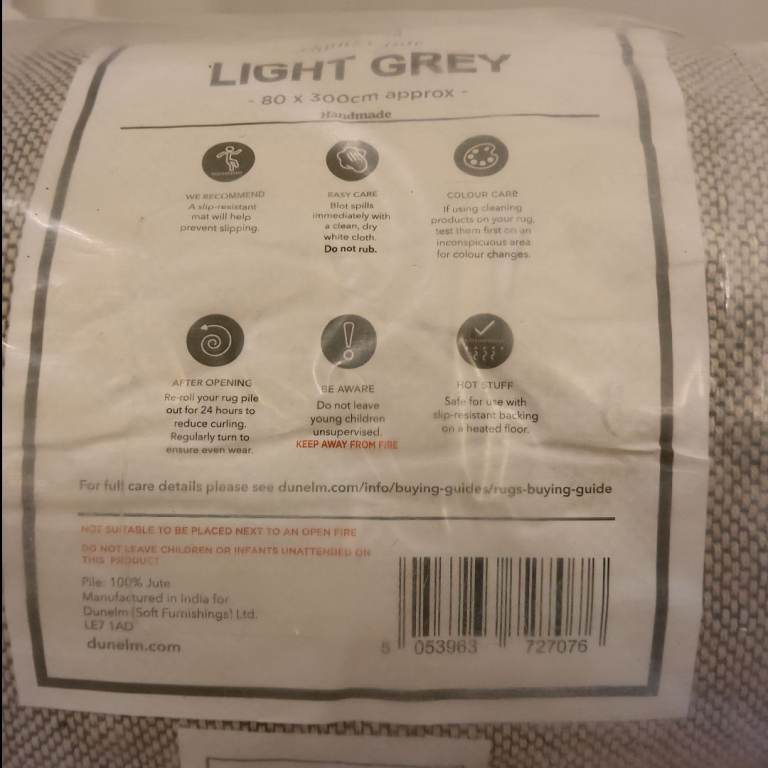 Jute
LIGHT GREY
- 80 x 300cm approx -
Handmade
WE RECOMMEND
A slip-resistant
mat will help
prevent slipping.
EASY CARE
Blot spills
immediately with
a clean, dry
white cloth.
Do not rub.
COLOUR CARE
If using cleaning
products on your rug,
test them first on an
inconspicuous area
for colour changes.
AFTER OPENING
Re-roll your rug pile
out for 24 hours to
reduce curling.
Regularly turn to
ensure even wear.
BE AWARE
Do not leave
young children
unsupervised.
KEEP AWAY FROM FIRE
HOT STUFF
Safe for use with
slip-resistant backing
on a heated floor.
For full care details please see dunelm.com/info/buying-guides/rugs-buying-guide
NOT SUITABLE TO BE PLACED NEXT TO AN OPEN FIRE
DO NOT LEAVE CHILDREN OR INFANTS UNATTENDED ON
THIS PRODUCT
Pile: 100% Jute
Manufactured in India for
Dunelm (Soft Furnishings) Ltd.
LE7 1AD
dunelm.com
5 053963 727076